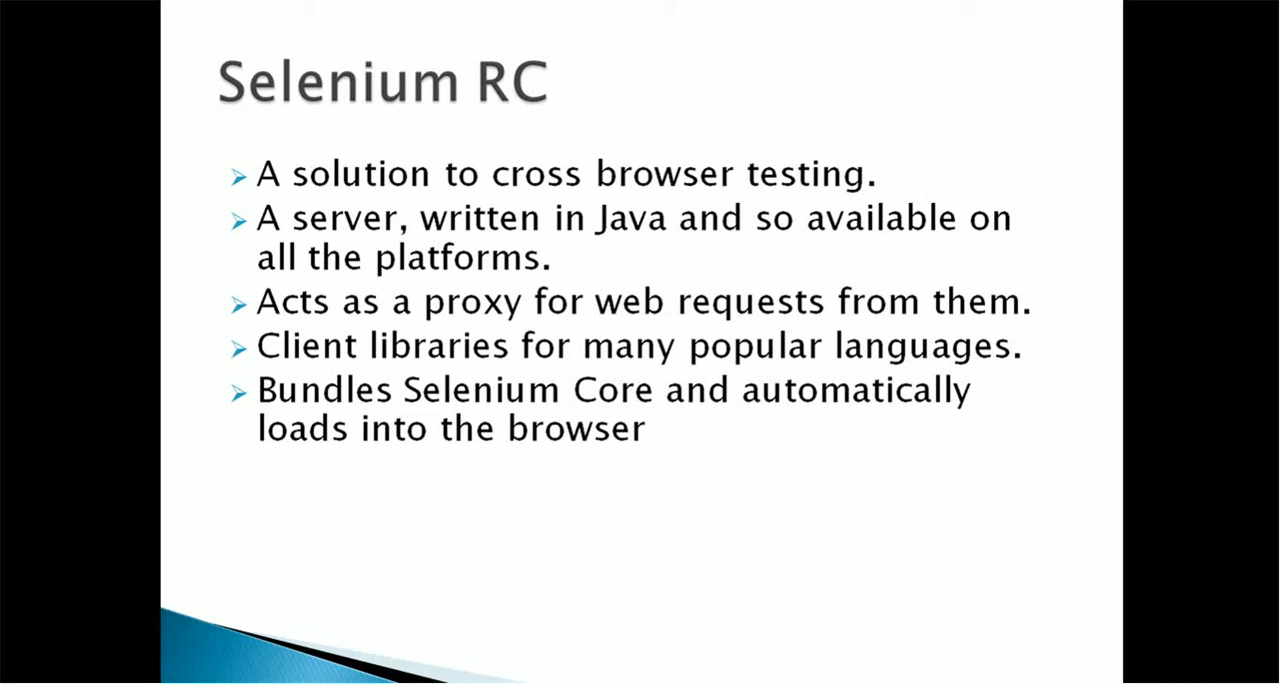 Selenium RC
A solution to cross browser testing.
A server, written in Java and so available on
all the platforms.
Acts as a proxy for web requests from them.
Client libraries for many popular languages.
Bundles Selenium Core and automatically
loads into the browser